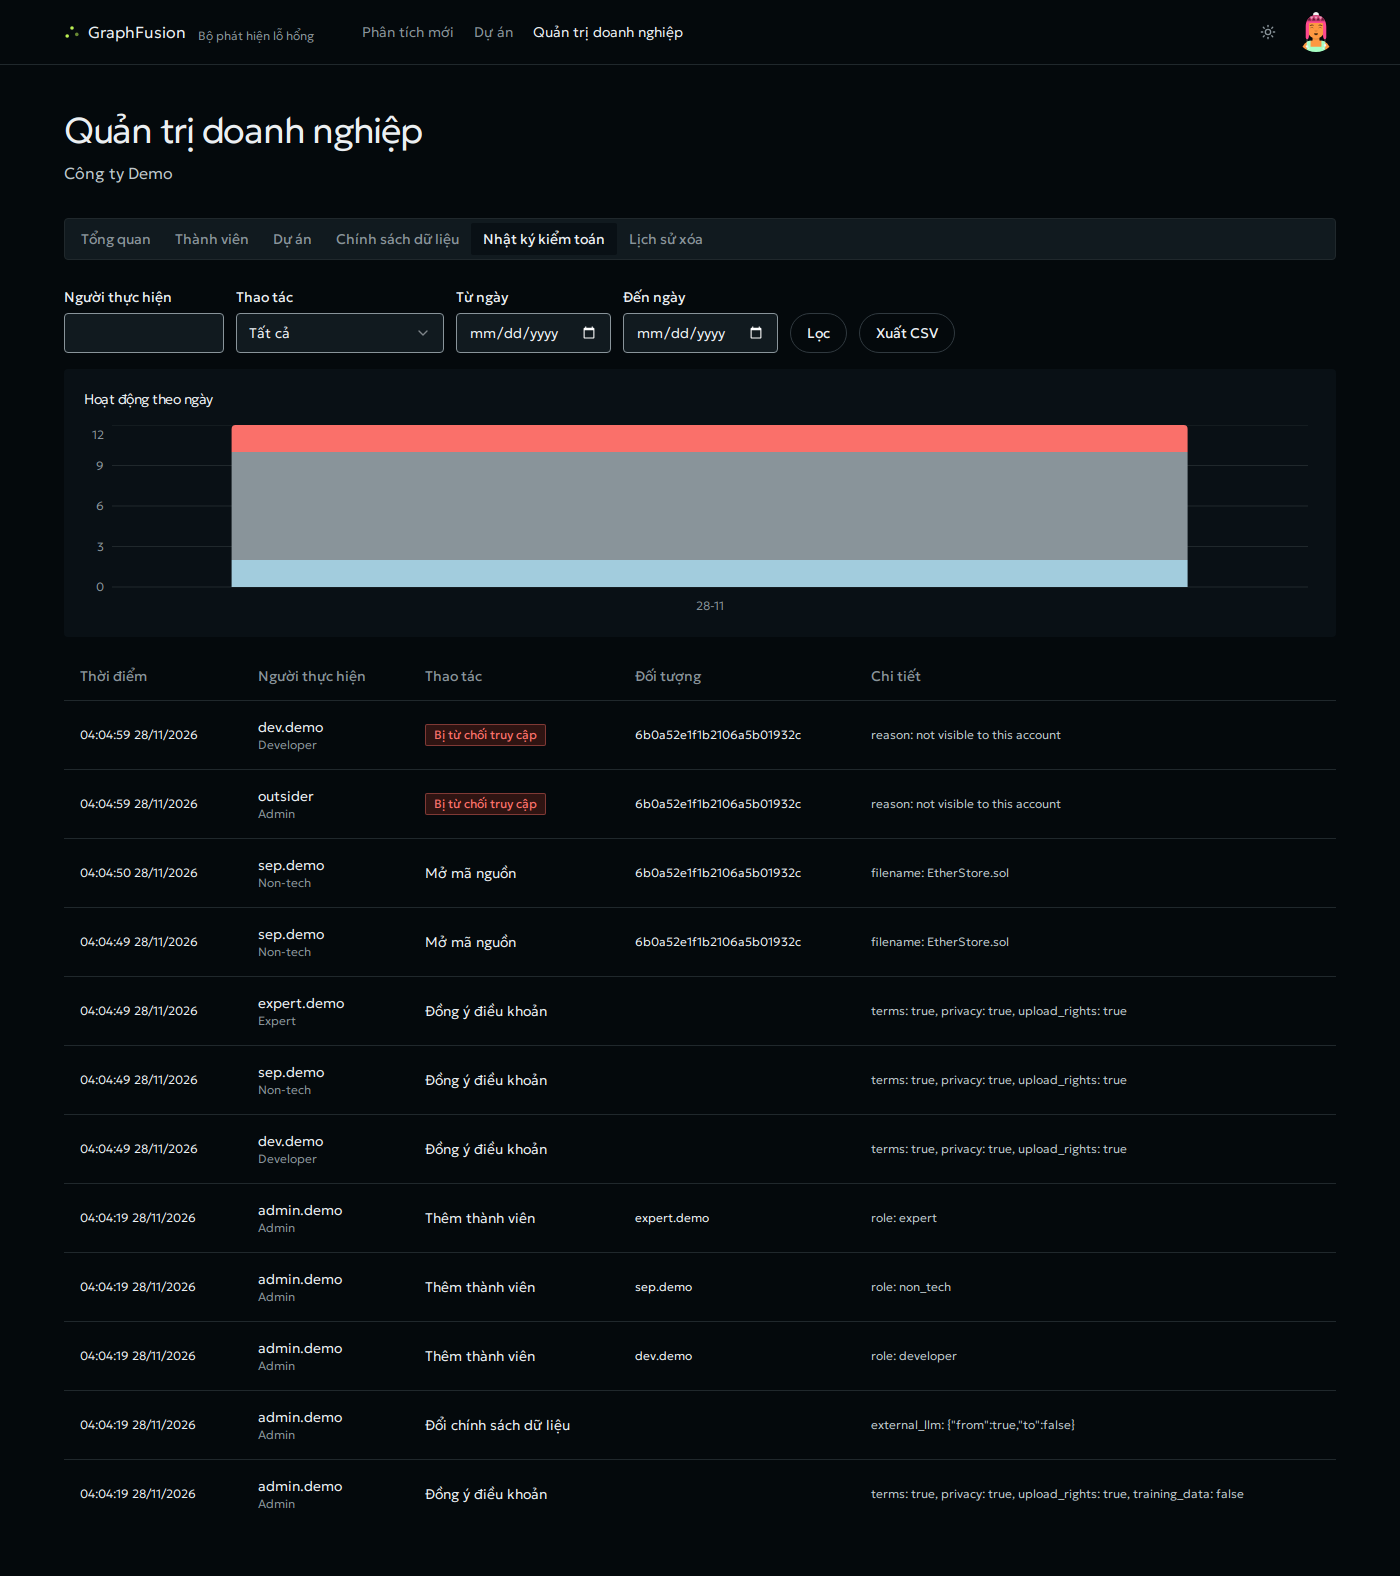 GraphFusion Bộ phát hiện lỗ hổng Phân tích mới Dự án Quản trị doanh nghiệp
Quản trị doanh nghiệp
Công ty Demo
Tổng quan Thành viên Dự án Chính sách dữ liệu Nhật ký kiểm toán Lịch sử xóa
Người thực hiện Thao tác Từ ngày Đến ngày
Tất cả mm/dd/yyyy mm/dd/yyyy Lọc Xuất CSV
Hoạt động theo ngày
12
9
6
3
0
28-11
Thời điểm Người thực hiện Thao tác Đối tượng Chi tiết
04:04:59 28/11/2026 dev.demo Bị từ chối truy cập 6b0a52e1f1b2106a5b01932c reason: not visible to this account
Developer
04:04:59 28/11/2026 outsider Bị từ chối truy cập 6b0a52e1f1b2106a5b01932c reason: not visible to this account
Admin
04:04:50 28/11/2026 sep.demo Mở mã nguồn 6b0a52e1f1b2106a5b01932c filename: EtherStore.sol
Non-tech
04:04:49 28/11/2026 sep.demo Mở mã nguồn 6b0a52e1f1b2106a5b01932c filename: EtherStore.sol
Non-tech
04:04:49 28/11/2026 expert.demo Đồng ý điều khoản terms: true, privacy: true, upload_rights: true
Expert
04:04:49 28/11/2026 sep.demo Đồng ý điều khoản terms: true, privacy: true, upload_rights: true
Non-tech
04:04:49 28/11/2026 dev.demo Đồng ý điều khoản terms: true, privacy: true, upload_rights: true
Developer
04:04:19 28/11/2026 admin.demo Thêm thành viên expert.demo role: expert
Admin
04:04:19 28/11/2026 admin.demo Thêm thành viên sep.demo role: non_tech
Admin
04:04:19 28/11/2026 admin.demo Thêm thành viên dev.demo role: developer
Admin
04:04:19 28/11/2026 admin.demo Đổi chính sách dữ liệu external_llm: {"from":true,"to":false}
Admin
04:04:19 28/11/2026 admin.demo Đồng ý điều khoản terms: true, privacy: true, upload_rights: true, training_data: false
Admin